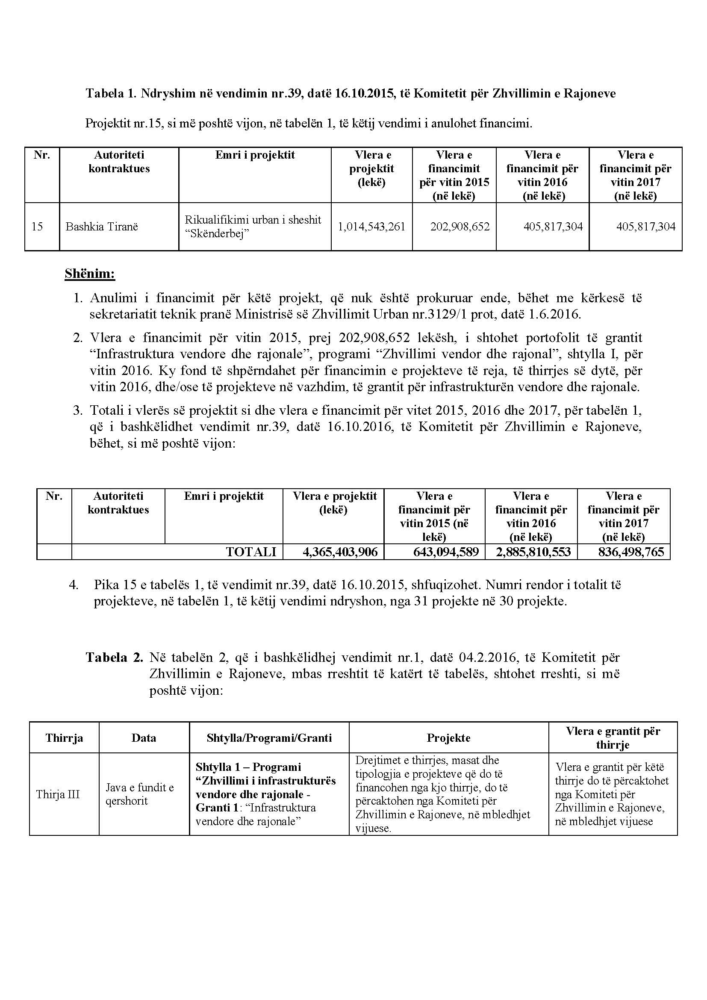 Tabela 1. Ndryshim në vendimin nr.39, datë 16.10.2015, të Komitetit për Zhvillimin e Rajoneve
Projektit nr.15, si më poshtë vijon, në tabelën 1, të këtij vendimi i anulohet financimi.
Nr.
Autoriteti
kontraktues
Emri i projektit
Vlera e
projektit
(lekë)
Vlera e
financimit
për vitin 2015
(në lekë)
Vlera e
financimit për
vitin 2016
(në lekë)
Vlera e
financimit për
vitin 2017
(në lekë)
15
Bashkia Tiranë
Rikualifikimi urban i sheshit
“Skënderbej”
1,014,543,261
202,908,652
405,817,304
405,817,304
Shënim:
1. Anulimi i financimit për këtë projekt, që nuk është prokuruar ende, bëhet me kërkesë të
sekretariatit teknik pranë Ministrisë së Zhvillimit Urban nr.3129/1 prot, datë 1.6.2016.
2. Vlera e financimit për vitin 2015, prej 202,908,652 lekësh, i shtohet portofolit të grantit
“Infrastruktura vendore dhe rajonale”, programi “Zhvillimi vendor dhe rajonal”, shtylla I, për
vitin 2016. Ky fond të shpërndahet për financimin e projekteve të reja, të thirrjes së dytë, për
vitin 2016, dhe/ose të projekteve në vazhdim, të grantit për infrastrukturën vendore dhe rajonale.
3. Totali i vlerës së projektit si dhe vlera e financimit për vitet 2015, 2016 dhe 2017, për tabelën 1,
që i bashkëlidhet vendimit nr.39, datë 16.10.2016, të Komitetit për Zhvillimin e Rajoneve,
bëhet, si më poshtë vijon:
Nr.
Autoriteti
kontraktues
Emri i projektit
Vlera e projektit
(lekë)
Vlera e
financimit për
vitin 2015 (në
lekë)
Vlera e
financimit për
vitin 2016
(në lekë)
Vlera e
financimit për
vitin 2017
(në lekë)
TOTALI
4,365,403,906
643,094,589
2,885,810,553
836,498,765
4. Pika 15 e tabelës 1, të vendimit nr.39, datë 16.10.2015, shfuqizohet. Numri rendor i totalit të
projekteve, në tabelën 1, të këtij vendimi ndryshon, nga 31 projekte në 30 projekte.
Tabela 2. Në tabelën 2, që i bashkëlidhej vendimit nr.1, datë 04.2.2016, të Komitetit për
Zhvillimin e Rajoneve, mbas rreshtit të katërt të tabelës, shtohet rreshti, si më
poshtë vijon:
Thirrja
Data
Shtylla/Programi/Granti
Projekte
Vlera e grantit për
thirrje
Thirja III
Java e fundit e
qershorit
Shtylla 1 – Programi
“Zhvillimi i infrastrukturës
vendore dhe rajonale -
Granti 1: “Infrastruktura
vendore dhe rajonale”
Drejtimet e thirrjes, masat dhe
tipologjia e projekteve që do të
financohen nga kjo thirrje, do të
përcaktohen nga Komiteti për
Zhvillimin e Rajoneve, në mbledhjet
vijuese.
Vlera e grantit për këtë
thirrje do të përcaktohet
nga Komiteti për
Zhvillimin e Rajoneve,
në mbledhjet vijuese